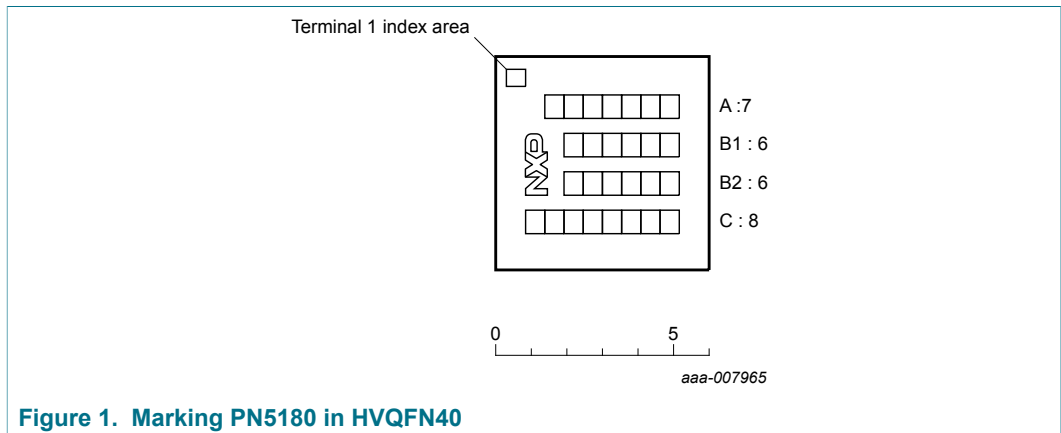 Terminal 1 index area
A :7
B1 : 6
B2 : 6
C : 8
NXP
0 5
aaa-007965
Figure 1. Marking PN5180 in HVQFN40